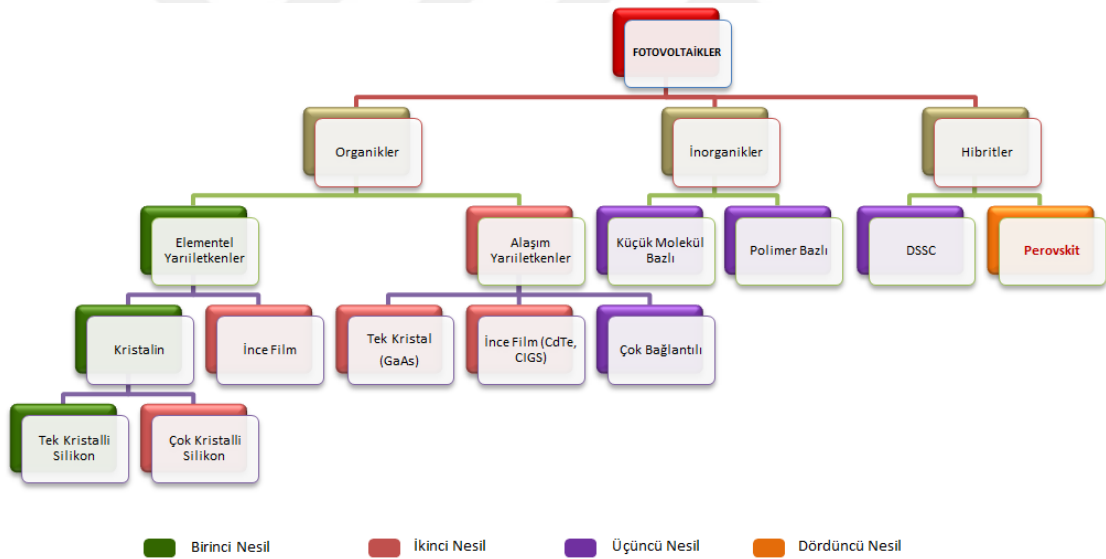 FOTOVOLTAİKLER
Organikler
İnorganikler
Hibritler
Elementel
Yarıiletkenler
Alaşım
Yarıiletkenler
Küçük Molekül
Bazlı
Polimer Bazlı
DSSC
Perovskit
Kristalin
İnce Film
Tek Kristal
(GaAs)
İnce Film (CdTe,
CIGS)
Çok Bağlantılı
Tek Kristalli
Silikon
Çok Kristalli
Silikon
Birinci Nesil
İkinci Nesil
Üçüncü Nesil
Dördüncü Nesil